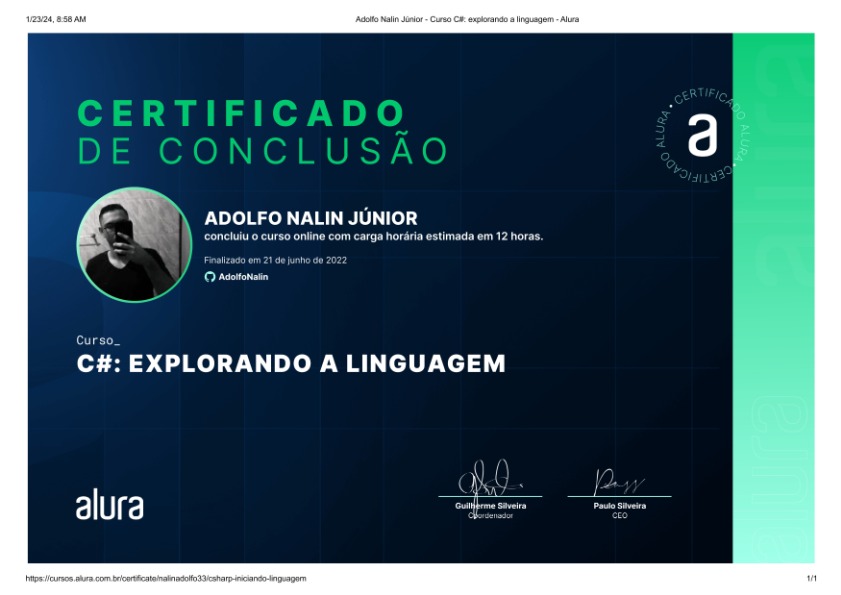 1/23/24, 8:58 AM
Adolfo Nalin Júnior - Curso C#: explorando a linguagem - Alura
CERTIFICADO
DE CONCLUSÃO
CERTIFICADO ALURA • CERTIFICADO ALURA •
a
ADOLFO NALIN JÚNIOR
concluiu o curso online com carga horária estimada em 12 horas.
Finalizado em 21 de junho de 2022
AdolfoNalin
Curso_
C#: EXPLORANDO A LINGUAGEM
alura
Guilherme Silveira
Coordenador
Paulo Silveira
CEO
alura
alura
alura
https://cursos.alura.com.br/certificate/nalinadolfo33/csharp-iniciando-linguagem
1/1